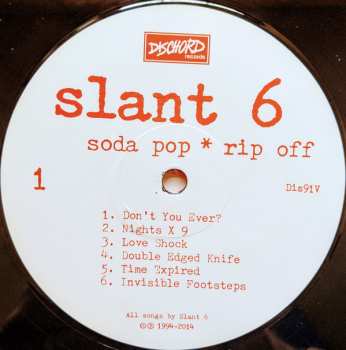 DISCHORD
records
slant 6
soda pop * rip off
1
Dis91V
1. Don't You Ever?
2. Nights X 9
3. Love Shock
4. Double Edged Knife
5. Time Expired
6. Invisible Footsteps
All songs by Slant 6
©℗ 1994-2014